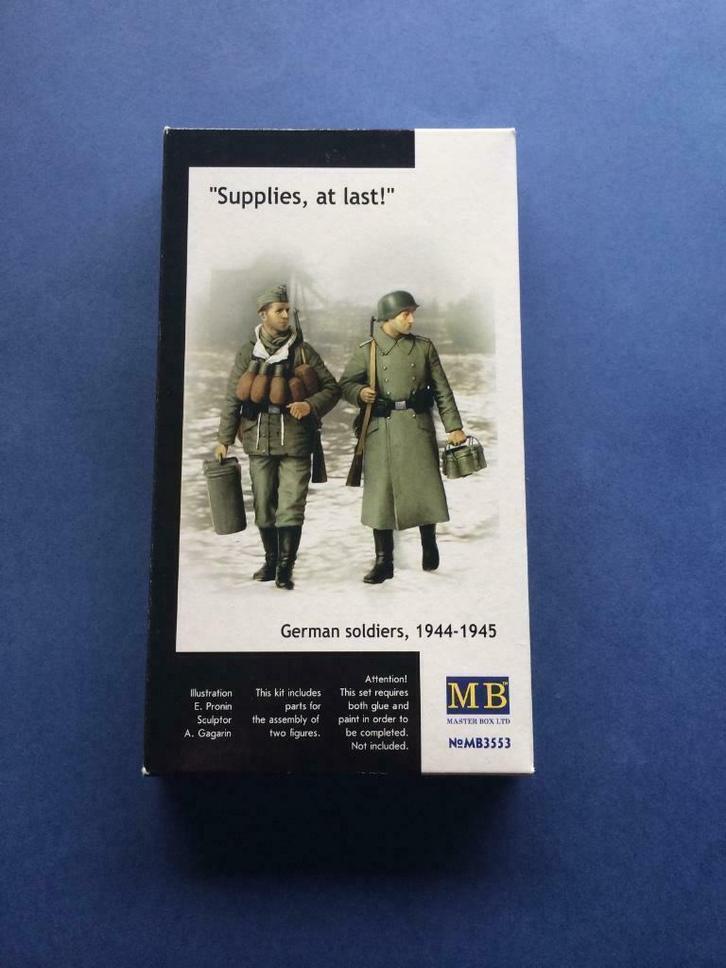 "Supplies, at last!"
German soldiers, 1944-1945
Illustration
E. Pronin
Sculptor
A. Gagarin
This kit includes
parts for
the assembly of
two figures.
Attention!
This set requires
both glue and
paint in order to
be completed.
Not included.
MB™
MASTER BOX LTD
№MB3553